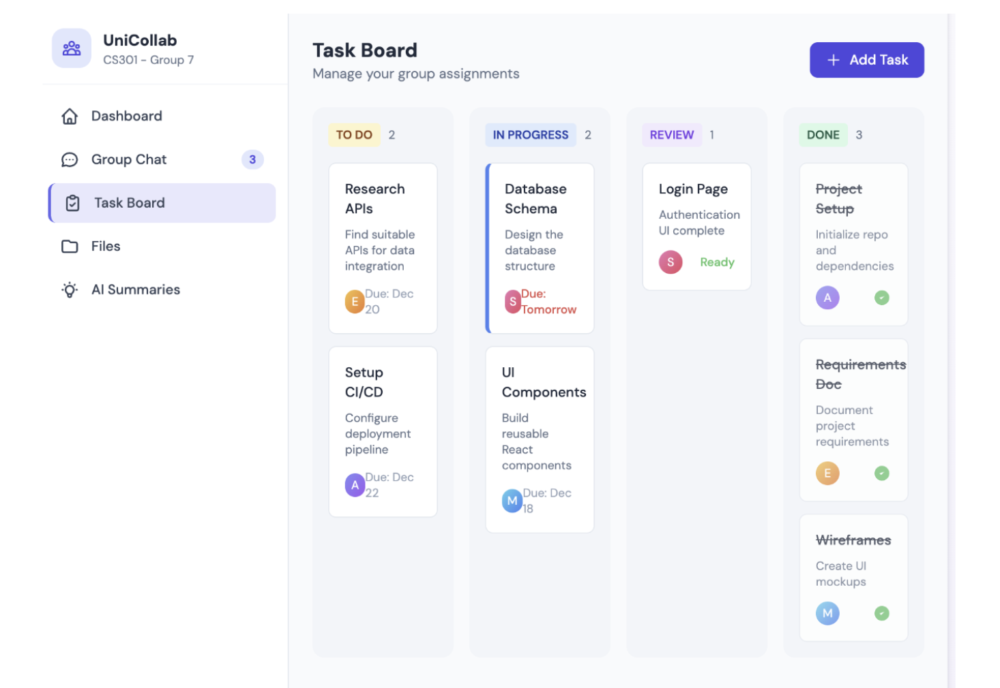 UniCollab
CS301 - Group 7
Dashboard
Group Chat
3
Task Board
Files
AI Summaries
Task Board
Manage your group assignments
+ Add Task
TO DO 2
Research
APIs
Find suitable
APIs for data
integration
E
Due: Dec
20
Setup
CI/CD
Configure
deployment
pipeline
A
Due: Dec
22
IN PROGRESS 2
Database
Schema
Design the
database
structure
S
Due:
Tomorrow
UI
Components
Build
reusable
React
components
M
Due: Dec
18
REVIEW 1
Login Page
Authentication
UI complete
S
Ready
DONE 3
Project
Setup
Initialize repo
and
dependencies
A
Requirements
Doc
Document
project
requirements
E
Wireframes
Create UI
mockups
M